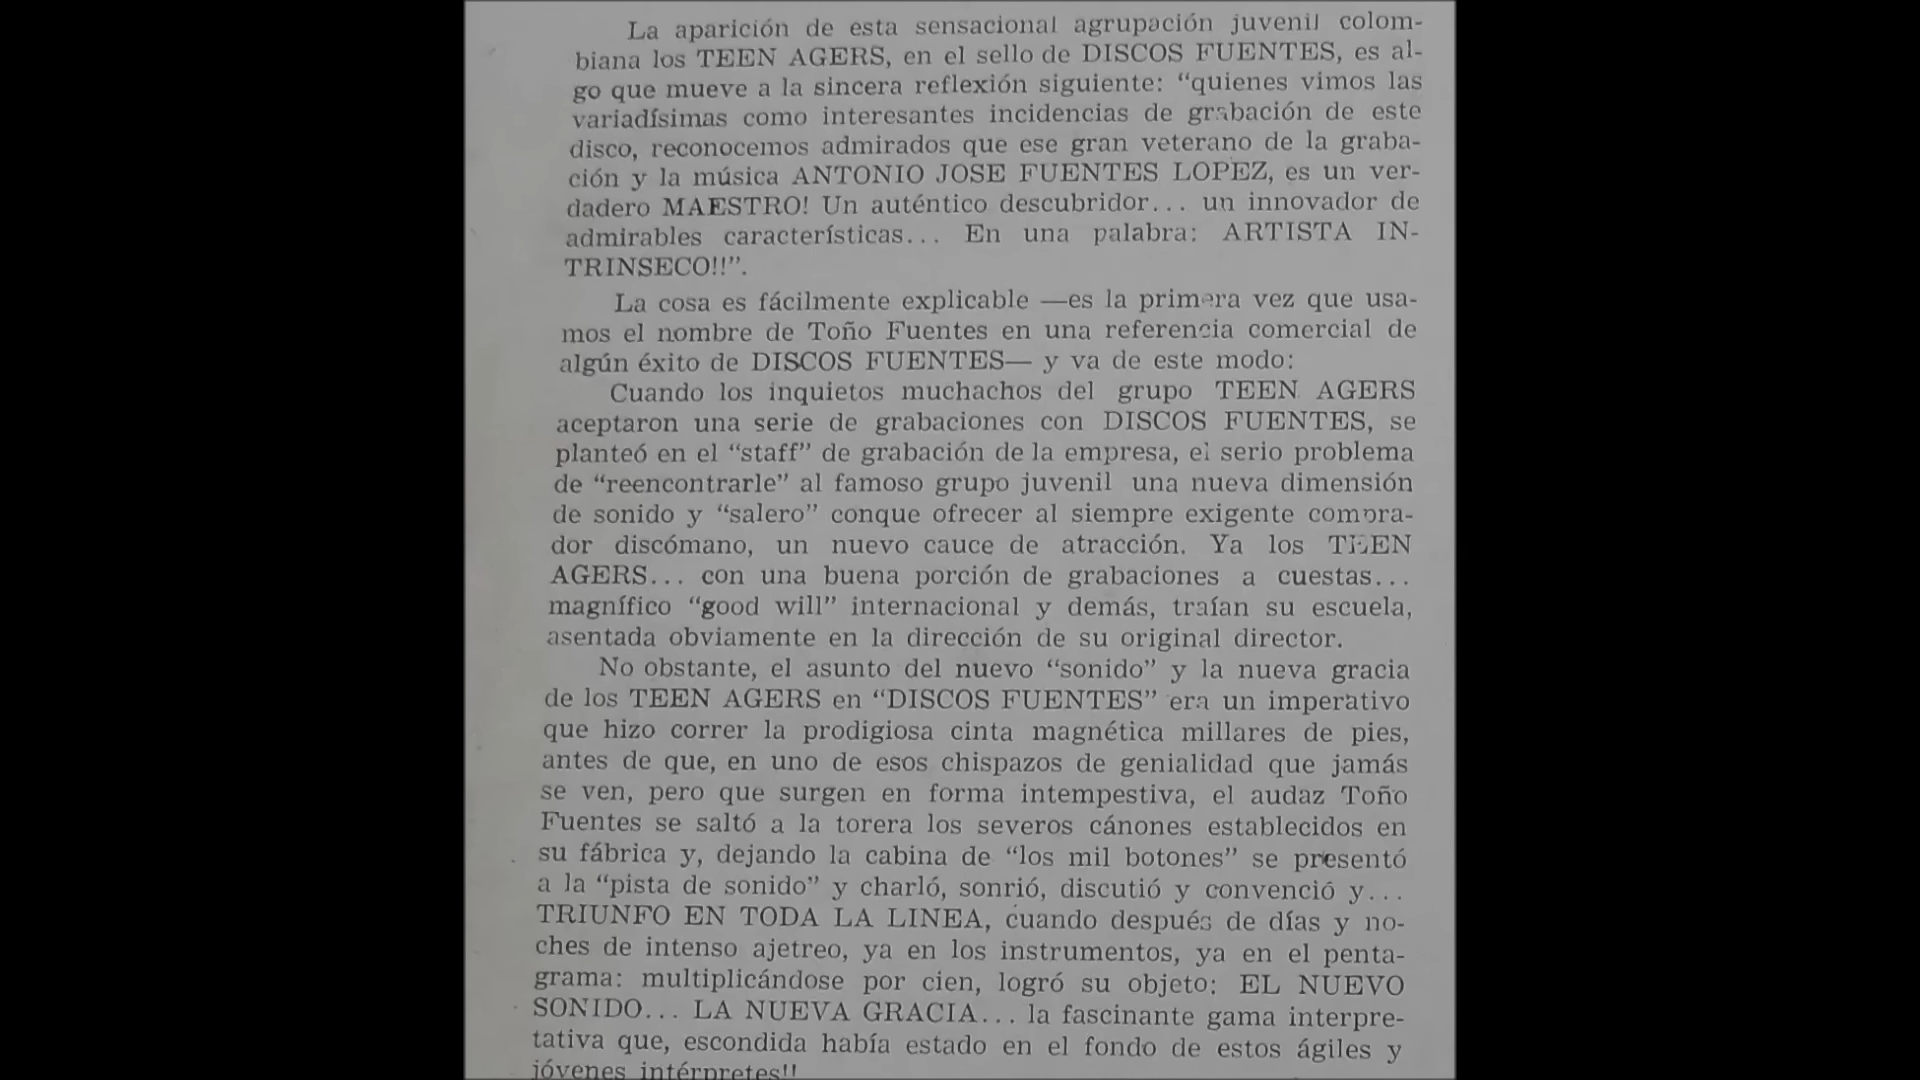 La aparición de esta sensacional agrupación juvenil colom-
biana los TEEN AGERS, en el sello de DISCOS FUENTES, es al-
go que mueve a la sincera reflexión siguiente: “quienes vimos las
variadísimas como interesantes incidencias de grabación de este
disco, reconocemos admirados que ese gran veterano de la graba-
ción y la música ANTONIO JOSE FUENTES LOPEZ, es un ver-
dadero MAESTRO! Un auténtico descubridor... un innovador de
admirables características... En una palabra: ARTISTA IN-
TRINSECO!!”.
La cosa es fácilmente explicable —es la primera vez que usa-
mos el nombre de Toño Fuentes en una referencia comercial de
algún éxito de DISCOS FUENTES— y va de este modo:
Cuando los inquietos muchachos del grupo TEEN AGERS
aceptaron una serie de grabaciones con DISCOS FUENTES, se
planteó en el “staff” de grabación de la empresa, el serio problema
de “reencontrarle” al famoso grupo juvenil una nueva dimensión
de sonido y “salero” conque ofrecer al siempre exigente compra-
dor discómano, un nuevo cauce de atracción. Ya los TEEN
AGERS... con una buena porción de grabaciones a cuestas...
magnífico “good will” internacional y demás, traían su escuela,
asentada obviamente en la dirección de su original director.
No obstante, el asunto del nuevo “sonido” y la nueva gracia
de los TEEN AGERS en “DISCOS FUENTES” era un imperativo
que hizo correr la prodigiosa cinta magnética millares de pies,
antes de que, en uno de esos chispazos de genialidad que jamás
se ven, pero que surgen en forma intempestiva, el audaz Toño
Fuentes se saltó a la torera los severos cánones establecidos en
su fábrica y, dejando la cabina de “los mil botones” se presentó
a la “pista de sonido” y charló, sonrió, discutió y convenció y...
TRIUNFO EN TODA LA LINEA, cuando después de días y no-
ches de intenso ajetreo, ya en los instrumentos, ya en el penta-
grama: multiplicándose por cien, logró su objeto: EL NUEVO
SONIDO... LA NUEVA GRACIA... la fascinante gama interpre-
tativa que, escondida había estado en el fondo de estos ágiles y
jóvenes intérpretes!!